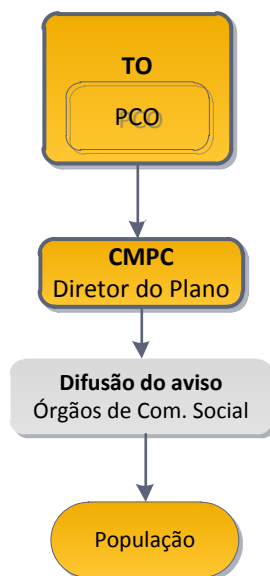 TO
PCO
CMPC
Diretor do Plano
Difusão do aviso
Órgãos de Com. Social
População